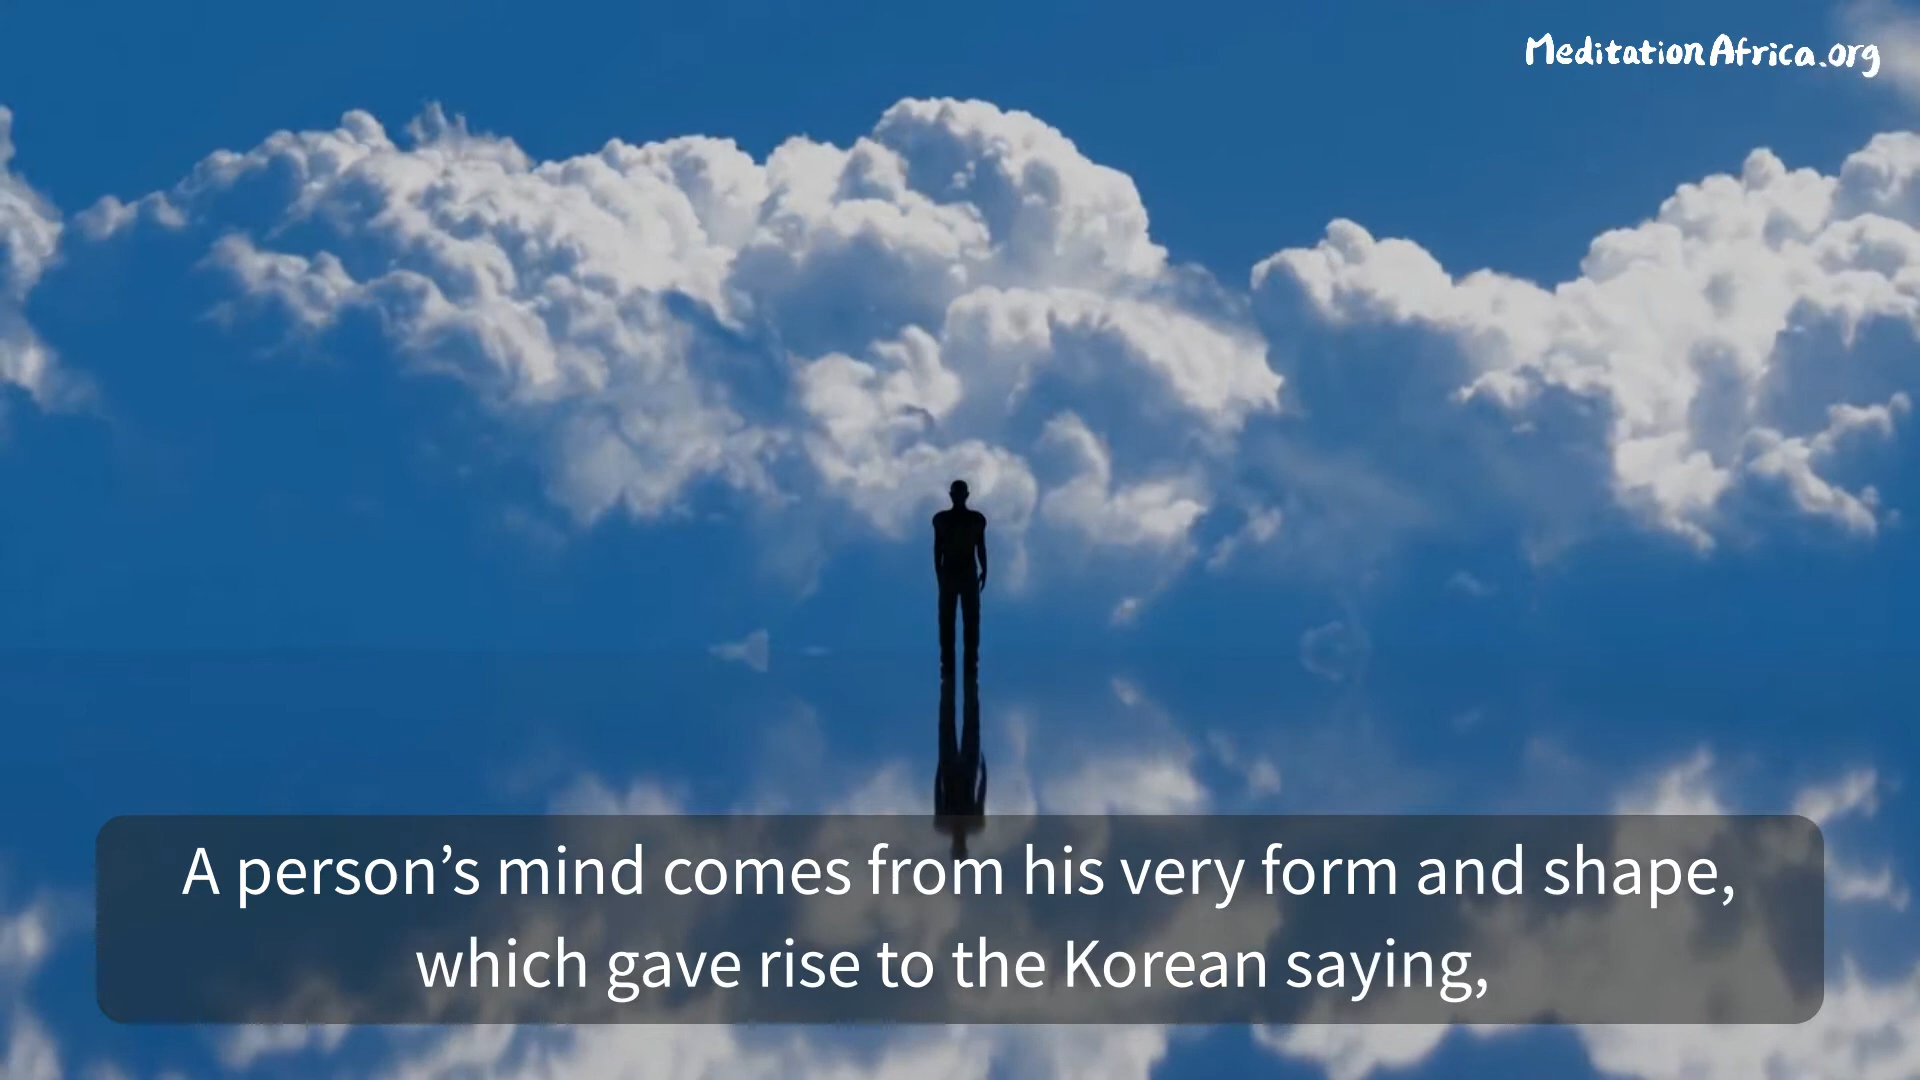 MeditationAfrica.org
A person’s mind comes from his very form and shape,
which gave rise to the Korean saying,